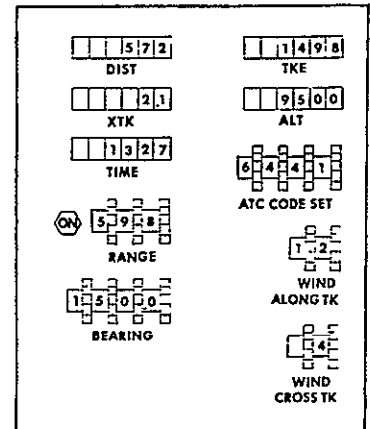 572
DIST
1498
TKE
2.1
XTK
9500
ALT
1327
TIME
6441
ATC CODE SET
ON
598
RANGE
12
WIND
ALONG TK
1500
BEARING
4
WIND
CROSS TK